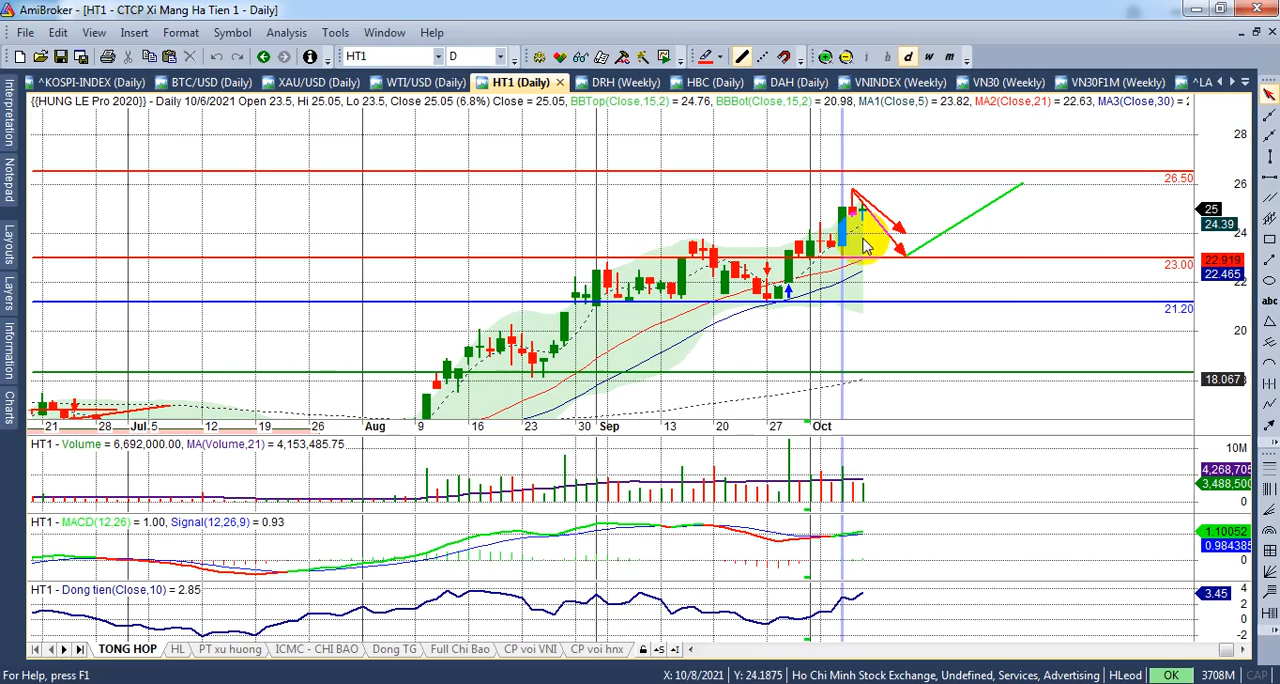 AmiBroker - [HT1 - CTCP Xi Mang Ha Tien 1 - Daily]
File Edit View Insert Format Symbol Analysis Tools Window Help
HT1 D i h d w m
^KOSPI-INDEX (Daily) BTC/USD (Daily) XAU/USD (Daily) WTI/USD (Daily) HT1 (Daily) DRH (Weekly) HBC (Daily) DAH (Daily) VNINDEX (Weekly) VN30 (Weekly) VN30F1M (Weekly) ^LA
{{HUNG LE Pro 2020}} - Daily 10/6/2021 Open 23.5, Hi 25.05, Lo 23.5, Close 25.05 (6.8%) Close = 25.05, BBTop(Close,15,2) = 24.76, BBBot(Close,15,2) = 20.98, MA1(Close,5) = 23.82, MA2(Close,21) = 22.63, MA3(Close,30) = 2
Interpretation
Notepad
Layouts
Layers
Information
Charts
28
26.50
26
25
24.39
24
23.00
22.919
22.465
22
21.20
20
18.067
21 28 Jul 5 12 19 26 Aug 9 16 23 30 Sep 13 20 27 Oct
HT1 - Volume = 6,692,000.00, MA(Volume,21) = 4,153,485.75
10M
4,268,705
3,488,500
0
HT1 - MACD(12,26) = 1.00, Signal(12,26,9) = 0.93
1.10052
0.984385
0
HT1 - Dong tien(Close,10) = 2.85
4
3.45
2
0
-2
abc
TONG HOP HL PT xu huong ICMC - CHI BAO Dong TG Full Chi Bao CP voi VNI CP voi hnx
For Help, press F1 X: 10/8/2021 Y: 24.1875 Ho Chi Minh Stock Exchange, Undefined, Services, Advertising HLeod OK 3708M CAP